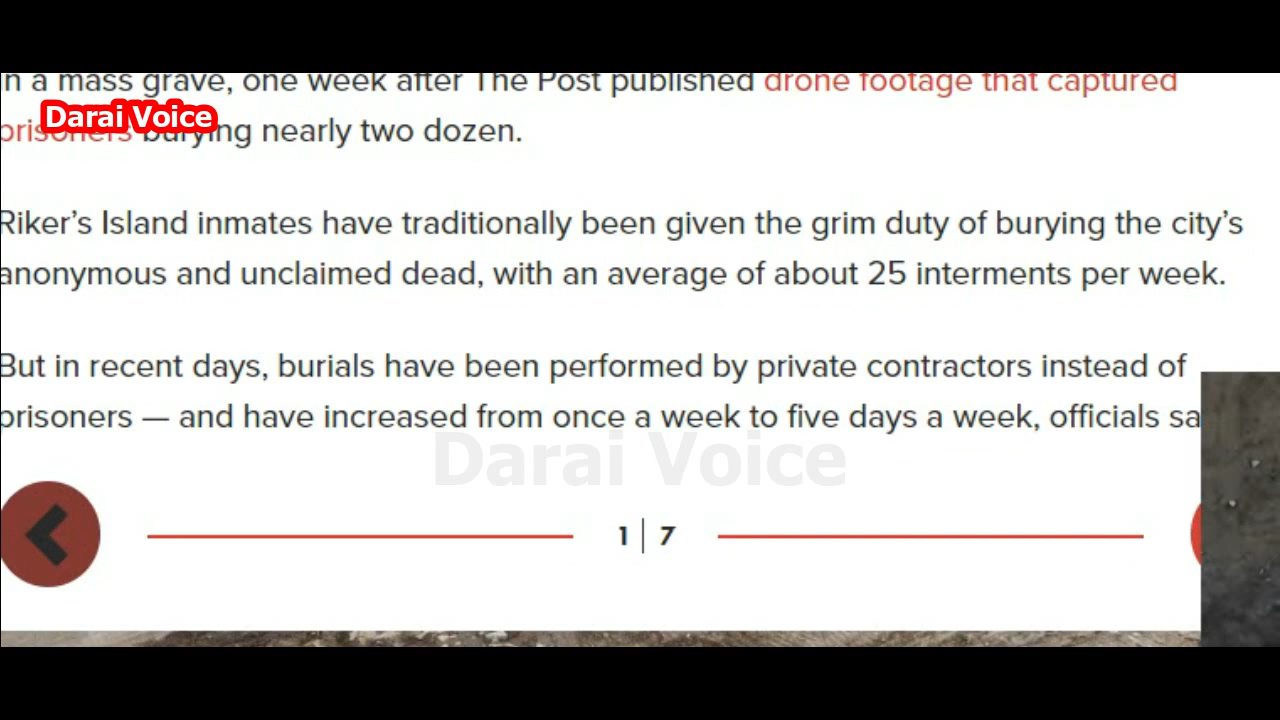 in a mass grave, one week after The Post published drone footage that captured
Darai Voice
prisoners burying nearly two dozen.
Riker’s Island inmates have traditionally been given the grim duty of burying the city’s
anonymous and unclaimed dead, with an average of about 25 interments per week.
But in recent days, burials have been performed by private contractors instead of
prisoners — and have increased from once a week to five days a week, officials sa
Darai Voice
1 | 7